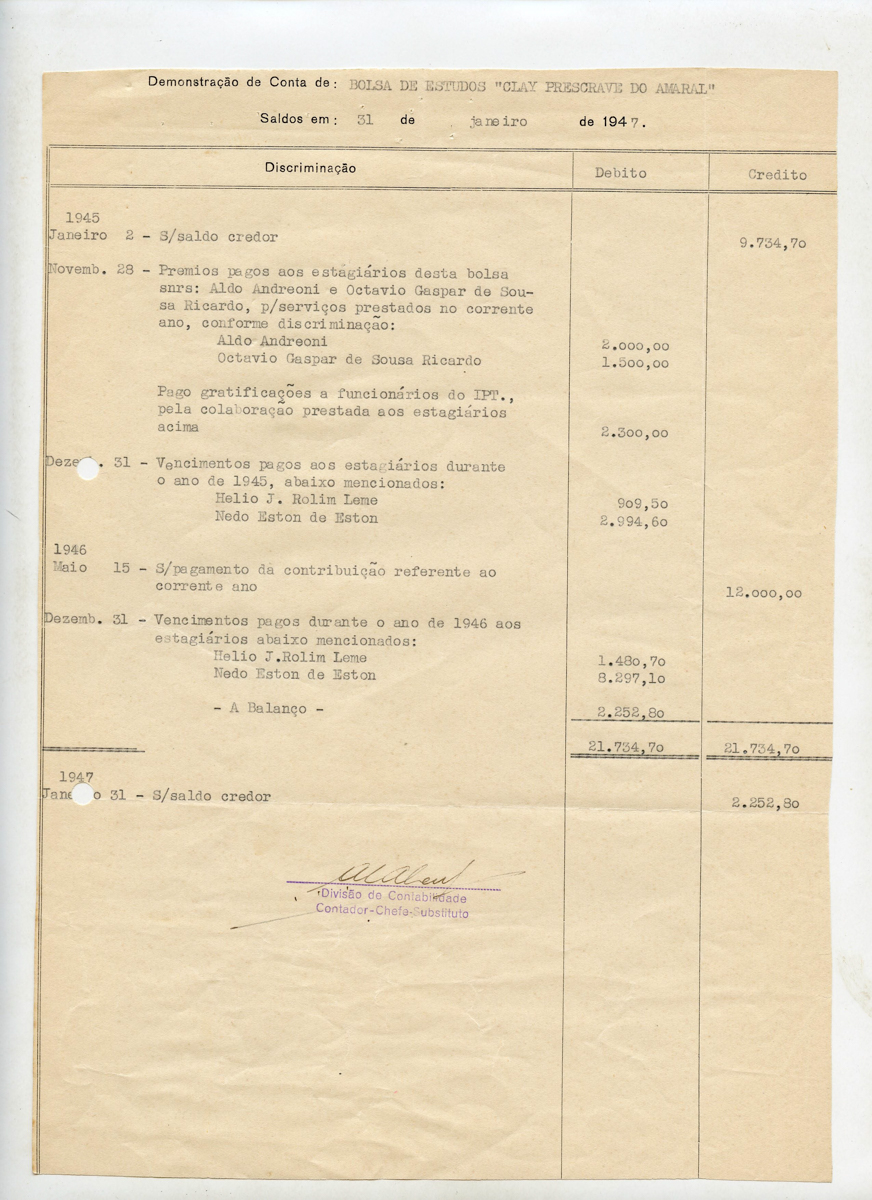 Demonstração de Conta de: BOLSA DE ESTUDOS "CLAY PRESGRAVE DO AMARAL"
Saldos em: 31 de janeiro de 1947.
Discriminação Debito Credito
1945
Janeiro 2 - S/saldo credor 9.734,70
Novemb. 28 - Premios pagos aos estagiários desta bolsa
snrs: Aldo Andreoni e Octavio Gaspar de Sou-
sa Ricardo, p/serviços prestados no corrente
ano, conforme discriminação:
Aldo Andreoni 2.000,00
Octavio Gaspar de Sousa Ricardo 1.500,00
Pago gratificações a funcionários do IPT.,
pela colaboração prestada aos estagiários
acima 2.300,00
Deze . 31 - Vencimentos pagos aos estagiários durante
o ano de 1945, abaixo mencionados:
Helio J. Rolim Leme 909,50
Nedo Eston de Eston 2.994,60
1946
Maio 15 - S/pagamento da contribuição referente ao
corrente ano 12.000,00
Dezemb. 31 - Vencimentos pagos durante o ano de 1946 aos
estagiários abaixo mencionados:
Helio J.Rolim Leme 1.480,70
Nedo Eston de Eston 8.297,10
- A Balanço - 2.252,80
21.734,70 21.734,70
1947
Jane o 31 - S/saldo credor 2.252,80
Divisão de Contabilidade
Contador-Chefe-Substituto